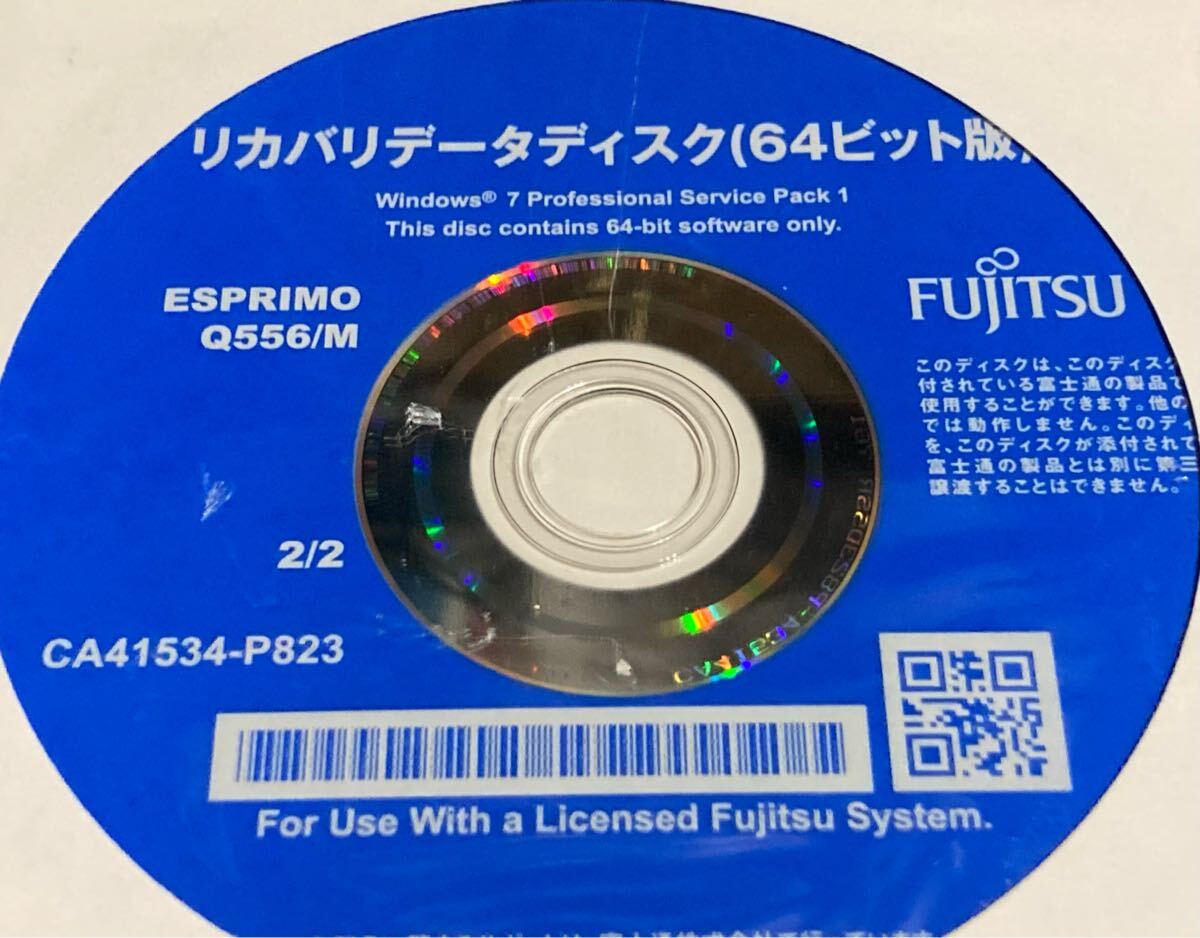 リカバリデータディスク(64ビット版)
Windows® 7 Professional Service Pack 1
This disc contains 64-bit software only.
ESPRIMO
Q556/M
FUJITSU
このディスクは、このディスク
付されている富士通の製品で
使用することができます。他の
では動作しません。このディ
を、このディスクが添付されて
富士通の製品とは別に第三
譲渡することはできません。
2/2
CA41534-P823
For Use With a Licensed Fujitsu System.